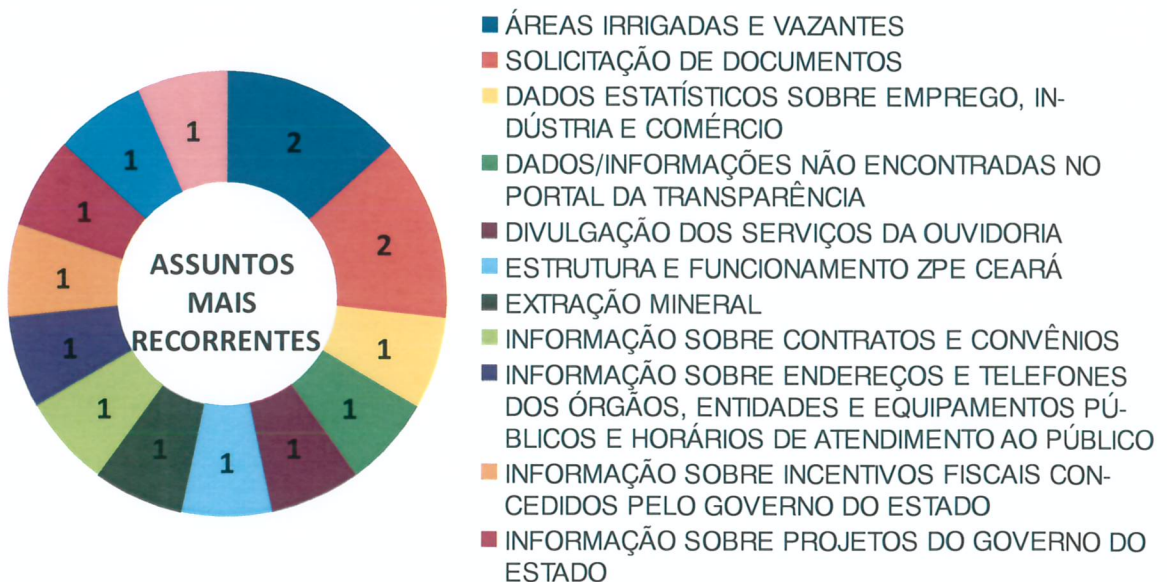 ÁREAS IRRIGADAS E VAZANTES
SOLICITAÇÃO DE DOCUMENTOS
DADOS ESTATÍSTICOS SOBRE EMPREGO, IN-
DÚSTRIA E COMÉRCIO
DADOS/INFORMAÇÕES NÃO ENCONTRADAS NO
PORTAL DA TRANSPARÊNCIA
DIVULGAÇÃO DOS SERVIÇOS DA OUVIDORIA
ESTRUTURA E FUNCIONAMENTO ZPE CEARÁ
EXTRAÇÃO MINERAL
INFORMAÇÃO SOBRE CONTRATOS E CONVÊNIOS
INFORMAÇÃO SOBRE ENDEREÇOS E TELEFONES
DOS ÓRGÃOS, ENTIDADES E EQUIPAMENTOS PÚ-
BLICOS E HORÁRIOS DE ATENDIMENTO AO PÚBLICO
INFORMAÇÃO SOBRE INCENTIVOS FISCAIS CON-
CEDIDOS PELO GOVERNO DO ESTADO
INFORMAÇÃO SOBRE PROJETOS DO GOVERNO DO
ESTADO
ASSUNTOS
MAIS
RECORRENTES
2
2
1
1
1
1
1
1
1
1
1
1
1